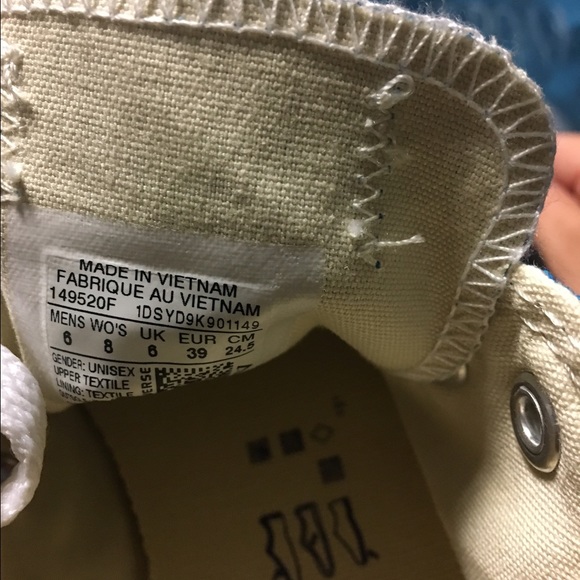 MADE IN VIETNAM
FABRIQUE AU VIETNAM
149520F 1DSYD9K901149
MENS WO'S UK EUR CM
6 8 6 39 24.5
GENDER: UNISEX
UPPER TEXTILE
LINING: TEXTILE